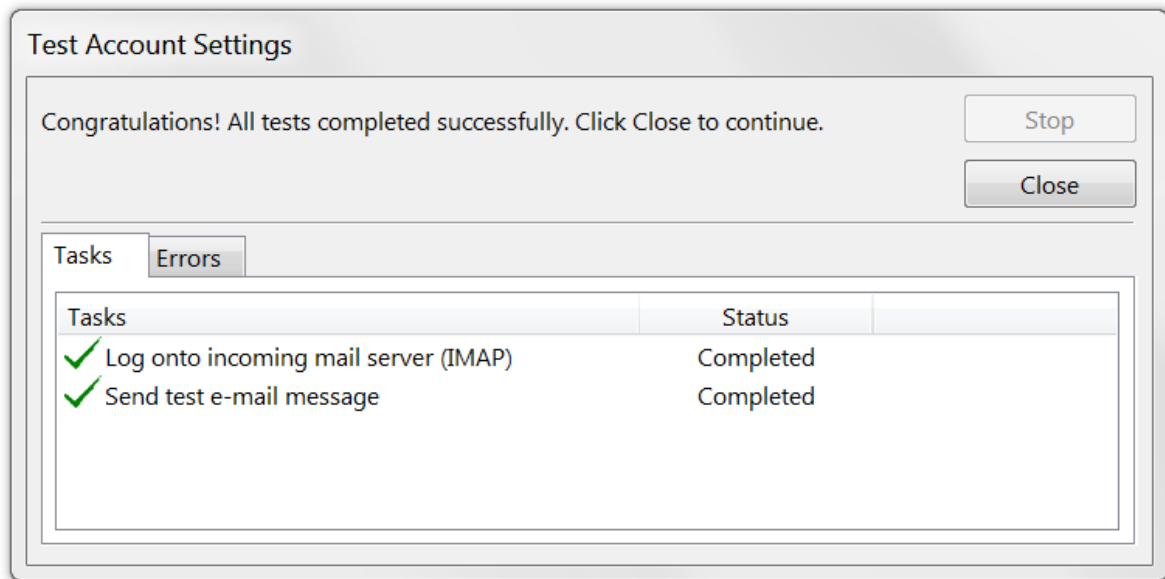 Test Account Settings
Congratulations! All tests completed successfully. Click Close to continue.
Stop
Close
Tasks Errors
Tasks Status
Log onto incoming mail server (IMAP) Completed
Send test e-mail message Completed